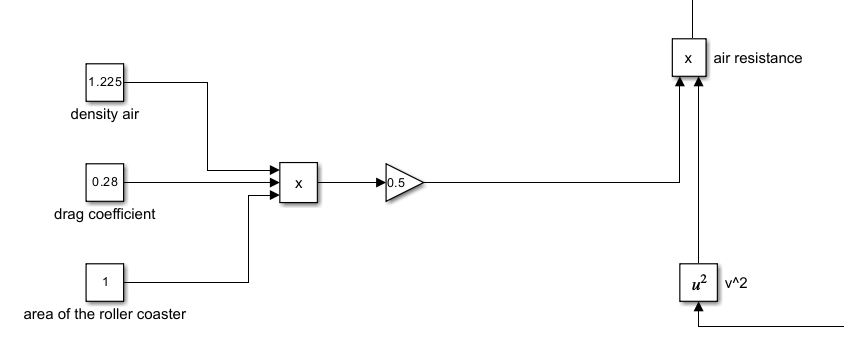 x
air resistance
1.225
density air
0.28
drag coefficient
x
0.5
1
area of the roller coaster
u²
v^2